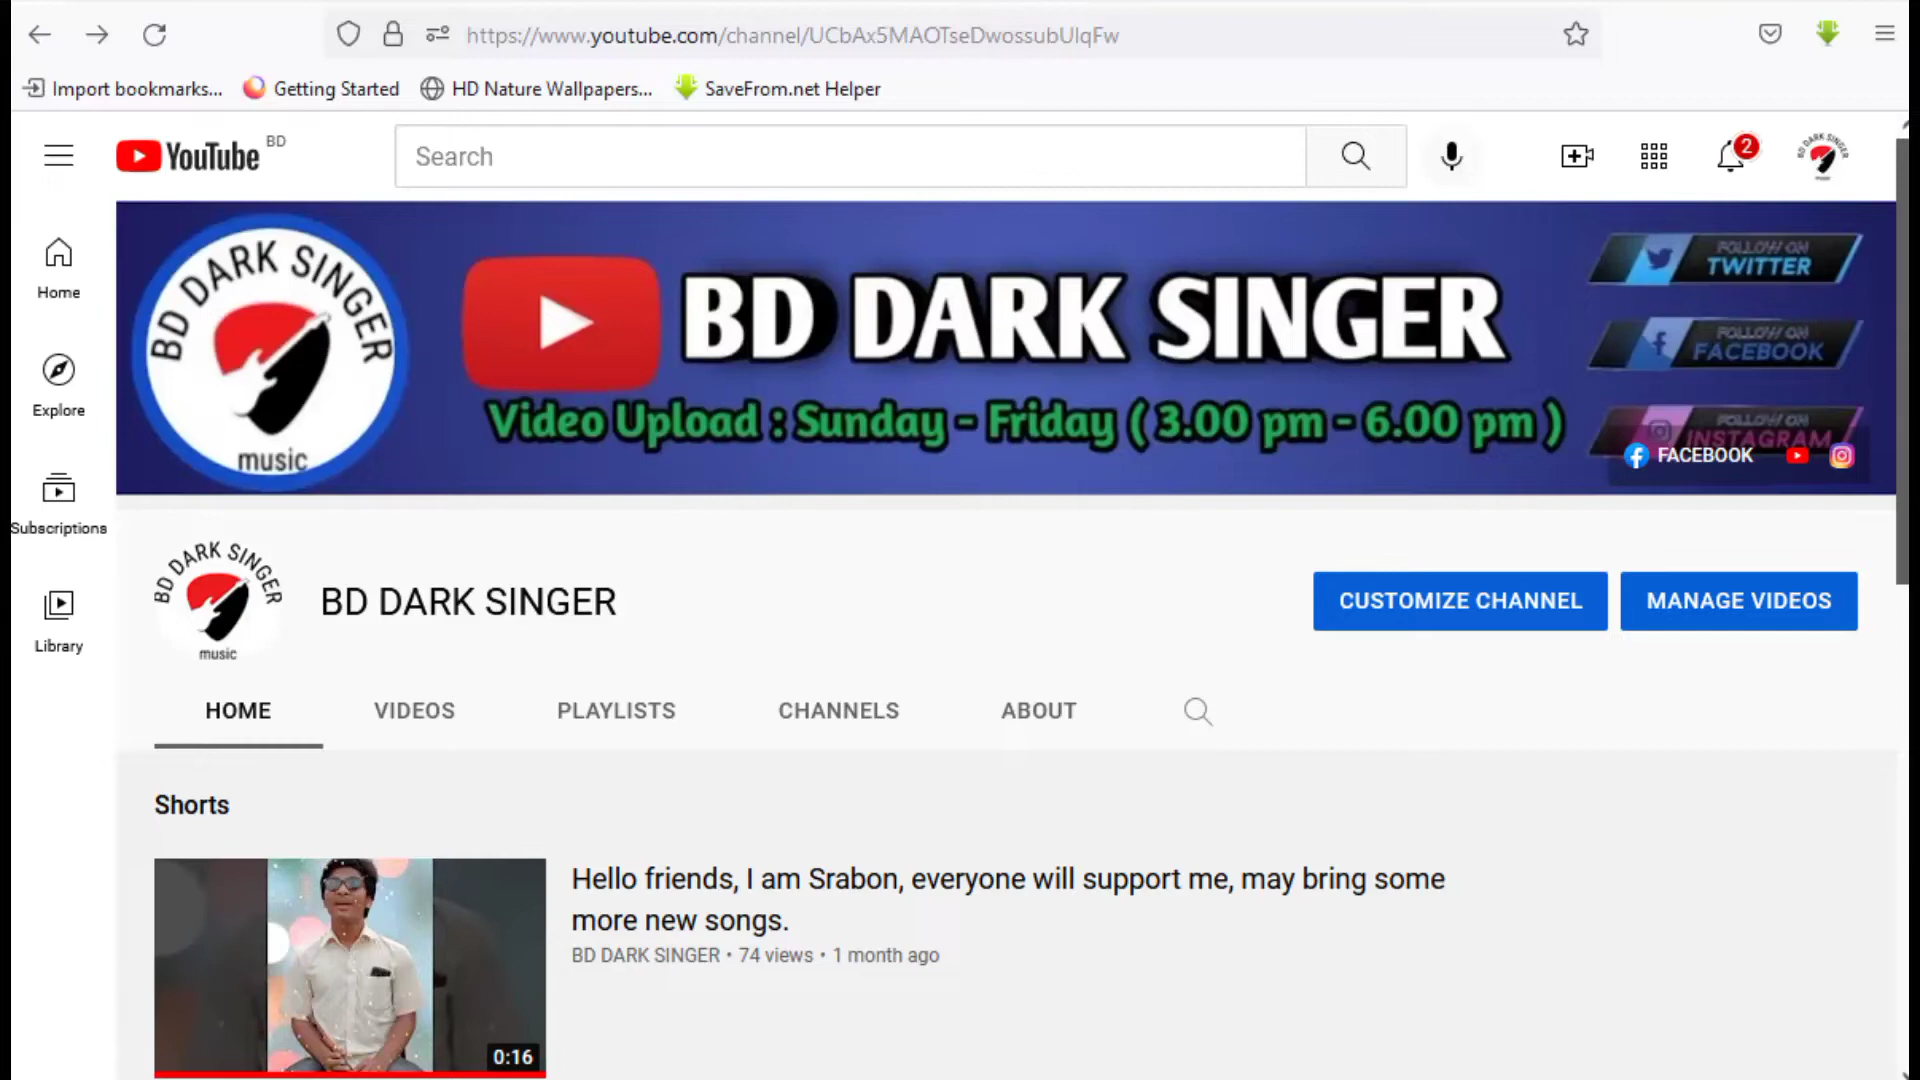 https://www.youtube.com/channel/UCbAx5MAOTseDwossubUlqFw
Import bookmarks...
Getting Started
HD Nature Wallpapers...
SaveFrom.net Helper
YouTube BD
Search
2
BD DARK SINGER
music
Home
Explore
Subscriptions
Library
BD DARK SINGER
music
BD DARK SINGER
Video Upload : Sunday - Friday ( 3.00 pm - 6.00 pm )
FOLLOW ON
TWITTER
FOLLOW ON
FACEBOOK
FOLLOW ON
INSTAGRAM
FACEBOOK
BD DARK SINGER
music
BD DARK SINGER
CUSTOMIZE CHANNEL
MANAGE VIDEOS
HOME
VIDEOS
PLAYLISTS
CHANNELS
ABOUT
Shorts
Hello friends, I am Srabon, everyone will support me, may bring some
more new songs.
BD DARK SINGER • 74 views • 1 month ago
0:16